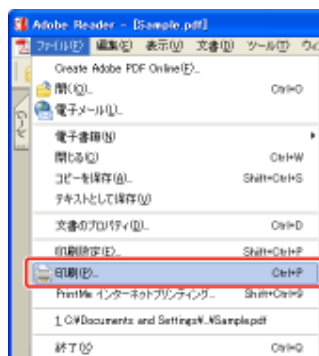 Adobe Reader - [Sample.pdf]
ファイル(F) 編集(E) 表示(V) 文書(D) ツール(T) ウィ
Create Adobe PDF Online(E)...
開く(O)... Ctrl+O
電子メール(L)...
電子書籍(N)
閉じる(C) Ctrl+W
コピーを保存(A)... Shift+Ctrl+S
テキストとして保存(V)
文書のプロパティ(D)... Ctrl+D
印刷設定(E)... Shift+Ctrl+P
印刷(P)... Ctrl+P
PrintMe インターネットプリンティング... Shift+Ctrl+9
1 C:¥Documents and Settings¥..¥Sample.pdf
終了(X) Ctrl+Q